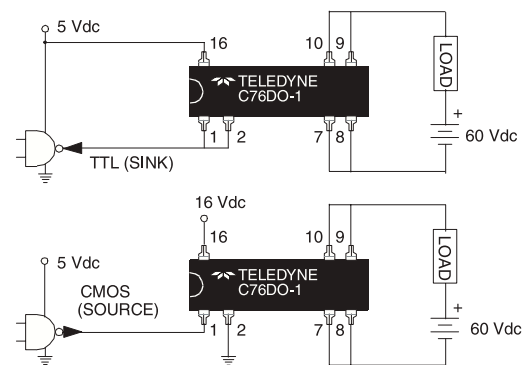 5 Vdc
16
10 9
TELEDYNE
C76DO-1
LOAD
+
60 Vdc
1 2
7 8
TTL (SINK)
16 Vdc
16
10 9
5 Vdc
TELEDYNE
C76DO-1
LOAD
CMOS
(SOURCE)
+
60 Vdc
1 2
7 8